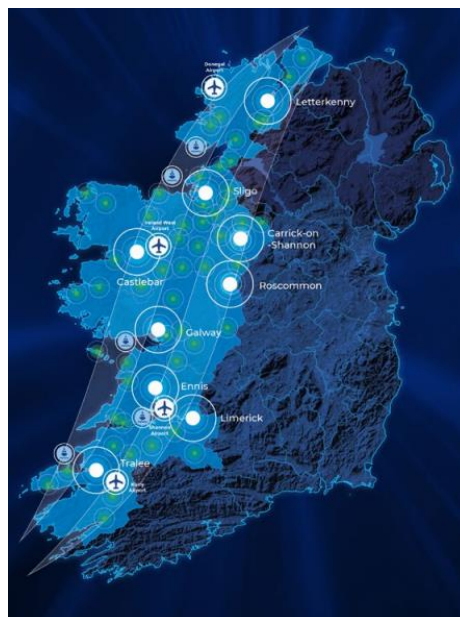 Donegal
Airport
Letterkenny
Sligo
Ireland West
Airport
Carrick-on
-Shannon
Castlebar
Roscommon
Galway
Ennis
Shannon
Airport
Limerick
Tralee
Kerry
Airport